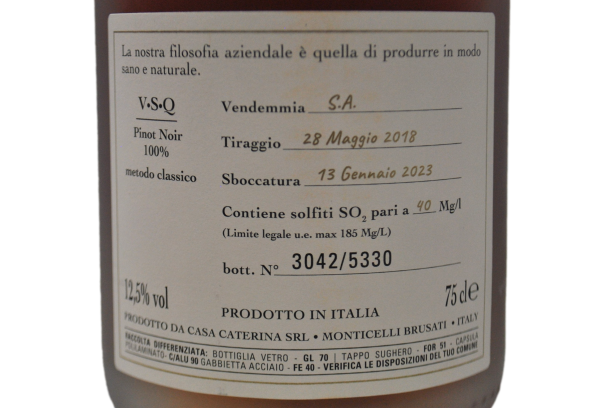 La nostra filosofia aziendale è quella di produrre in modo
sano e naturale.
V•S•Q
Pinot Noir
100%
metodo classico
Vendemmia S.A.
Tiraggio 28 Maggio 2018
Sboccatura 13 Gennaio 2023
Contiene solfiti SO₂ pari a 40 Mg/l
(Limite legale u.e. max 185 Mg/L)
bott. N° 3042/5330
12,5% vol
PRODOTTO IN ITALIA
75 cl e
PRODOTTO DA CASA CATERINA SRL • MONTICELLI BRUSATI • ITALY
RACCOLTA DIFFERENZIATA: BOTTIGLIA VETRO - GL 70 | TAPPO SUGHERO - FOR 51 - CAPSULA
POLLAMINATO- C/ALU 90 GABBIETTA ACCIAIO - FE 40 - VERIFICA LE DISPOSIZIONI DEL TUO COMUNE